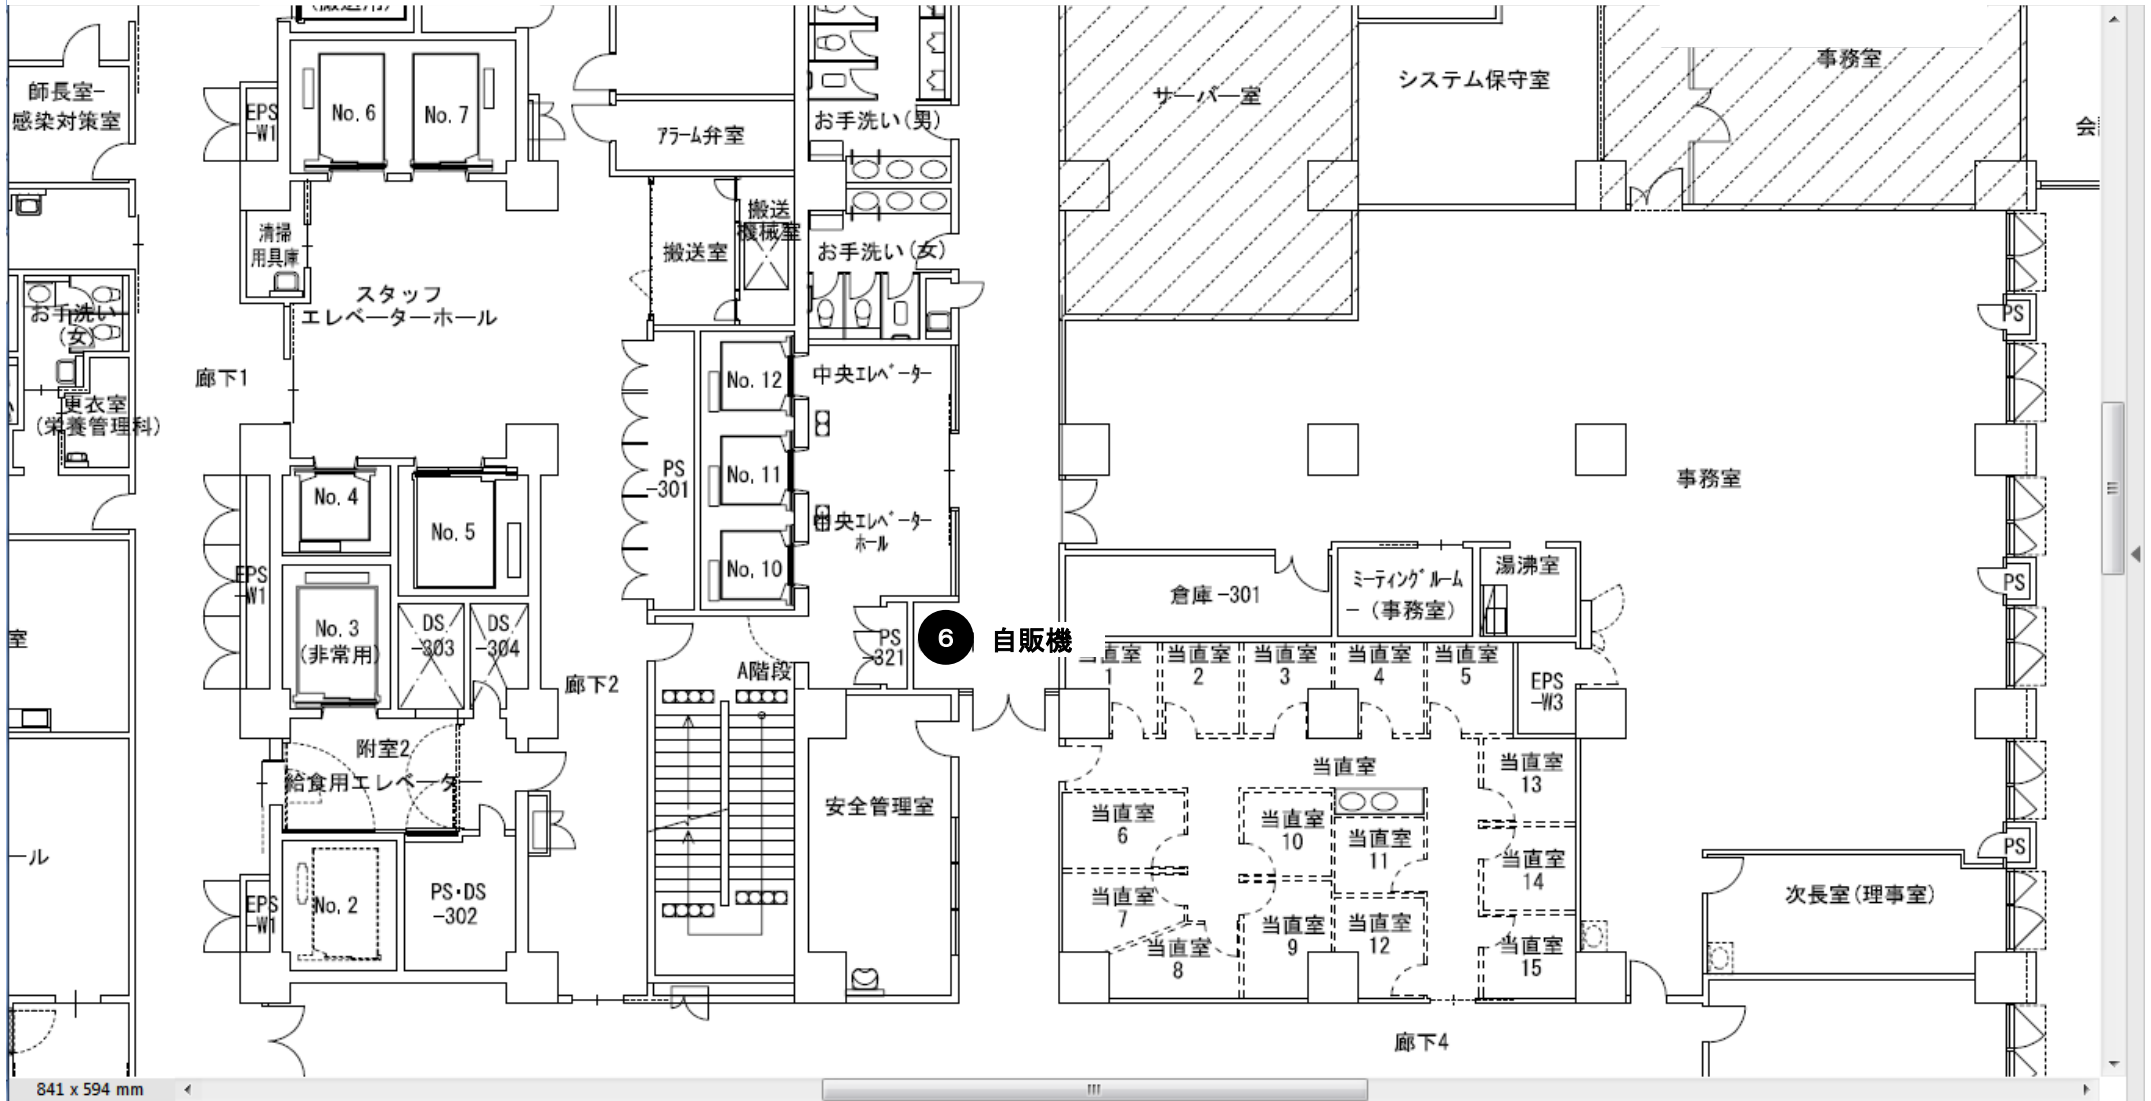 師長室-
感染対策室
EPS
-W1
No. 6
No. 7
アラーム弁室
お手洗い(男)
サーバー室
システム保守室
事務室
清掃
用具庫
搬送
機械室
搬送室
お手洗い(女)
スタッフ
エレベーターホール
お手洗い
(女)
PS
廊下1
更衣室
(栄養管理科)
No. 12
中央エレベーター
No. 4
No. 5
PS
-301
No. 11
中央エレベーター
ホール
事務室
No. 10
EPS
-W1
No. 3
(非常用)
DS
-303
DS
-304
倉庫-301
ミーティングルーム
-(事務室)
湯沸室
PS
室
PS
321
6 自販機
A階段
廊下2
当直室
1
当直室
2
当直室
3
当直室
4
当直室
5
EPS
-W3
附室2
給食用エレベーター
当直室
当直室
13
安全管理室
当直室
6
当直室
10
当直室
11
当直室
14
PS
ール
EPS
-W1
No. 2
PS・DS
-302
当直室
7
当直室
8
当直室
9
当直室
12
当直室
15
次長室(理事室)
廊下4
841 x 594 mm